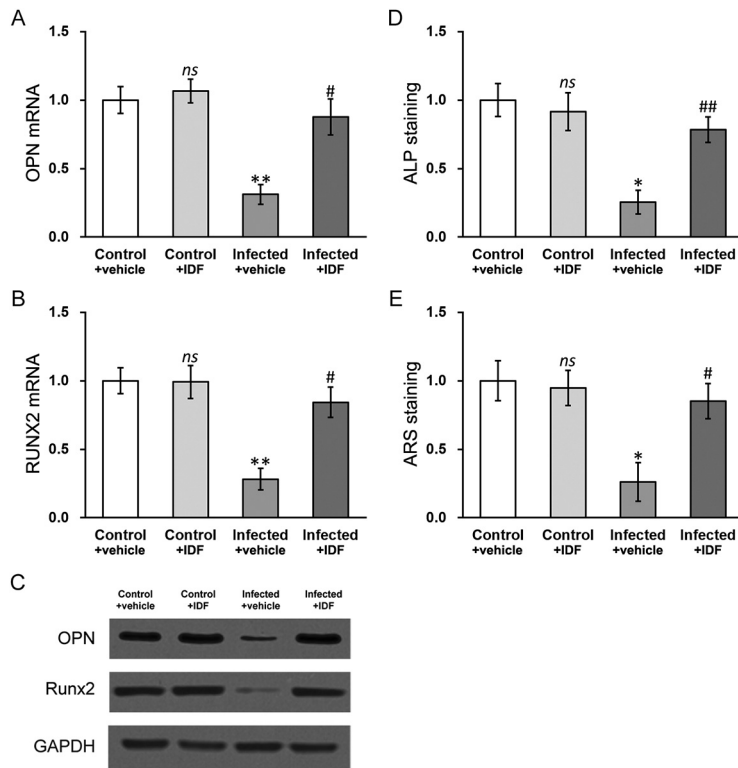 A
OPN mRNA
1.5
1.0
0.5
0.0
ns
**
#
Control
+vehicle
Control
+IDF
Infected
+vehicle
Infected
+IDF
B
RUNX2 mRNA
1.5
1.0
0.5
0.0
ns
**
#
Control
+vehicle
Control
+IDF
Infected
+vehicle
Infected
+IDF
C
Control
+vehicle
Control
+IDF
Infected
+vehicle
Infected
+IDF
OPN
Runx2
GAPDH
D
ALP staining
1.5
1.0
0.5
0.0
ns
*
##
Control
+vehicle
Control
+IDF
Infected
+vehicle
Infected
+IDF
E
ARS staining
1.5
1.0
0.5
0.0
ns
*
#
Control
+vehicle
Control
+IDF
Infected
+vehicle
Infected
+IDF